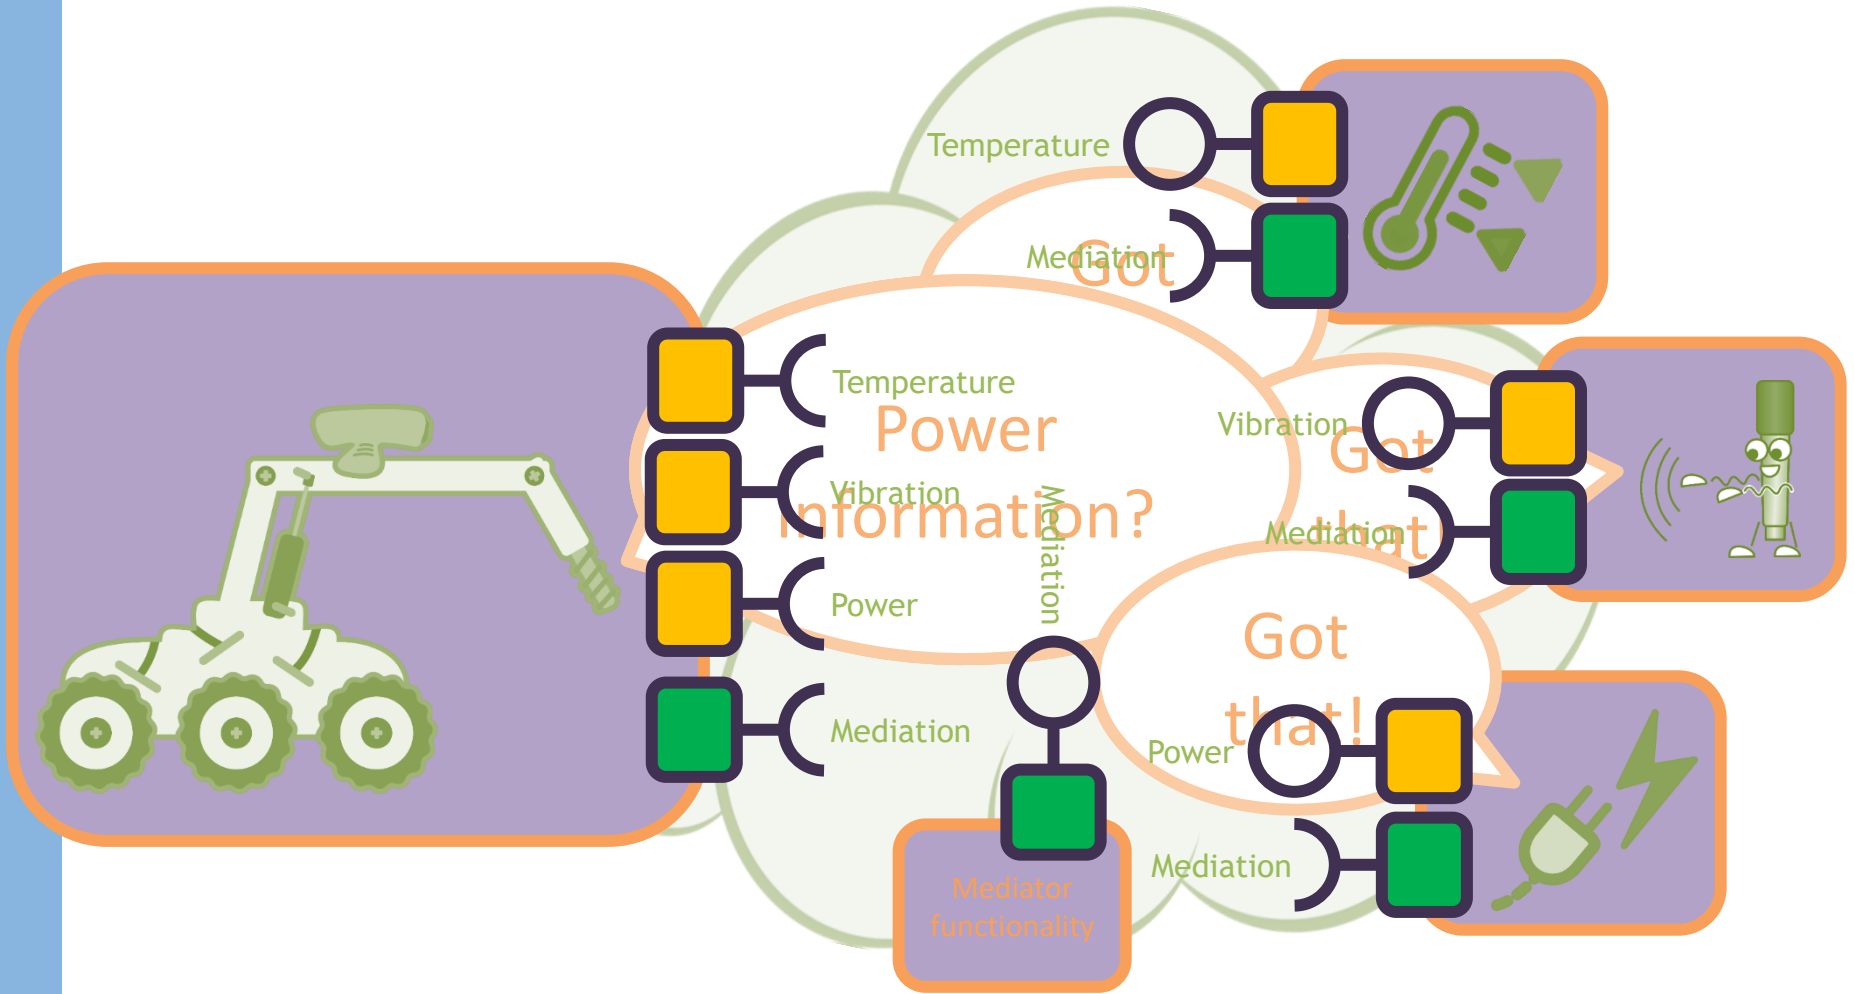 Temperature
Mediation
Got
Temperature
Power
Vibration
information?
Mediation
Vibration
Got
Mediation
that!
Power
Mediation
Got
that!
Power
Mediation
Mediator
functionality